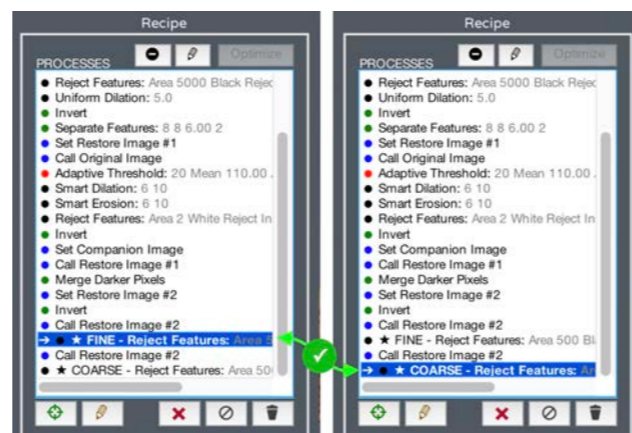 Recipe
PROCESSES
Optimize
Reject Features: Area 5000 Black Rejec
Uniform Dilation: 5.0
Invert
Separate Features: 8 8 6.00 2
Set Restore Image #1
Call Original Image
Adaptive Threshold: 20 Mean 110.00 .
Smart Dilation: 6 10
Smart Erosion: 6 10
Reject Features: Area 2 White Reject In
Invert
Set Companion Image
Call Restore Image #1
Merge Darker Pixels
Set Restore Image #2
Invert
Call Restore Image #2
→ ★ FINE - Reject Features: Area 5
Call Restore Image #2
★ COARSE - Reject Features: Area 50
Recipe
PROCESSES
Optimize
Reject Features: Area 5000 Black Rejec
Uniform Dilation: 5.0
Invert
Separate Features: 8 8 6.00 2
Set Restore Image #1
Call Original Image
Adaptive Threshold: 20 Mean 110.00 .
Smart Dilation: 6 10
Smart Erosion: 6 10
Reject Features: Area 2 White Reject In
Invert
Set Companion Image
Call Restore Image #1
Merge Darker Pixels
Set Restore Image #2
Invert
Call Restore Image #2
★ FINE - Reject Features: Area 500 Bl
Call Restore Image #2
→ ★ COARSE - Reject Features: Ar